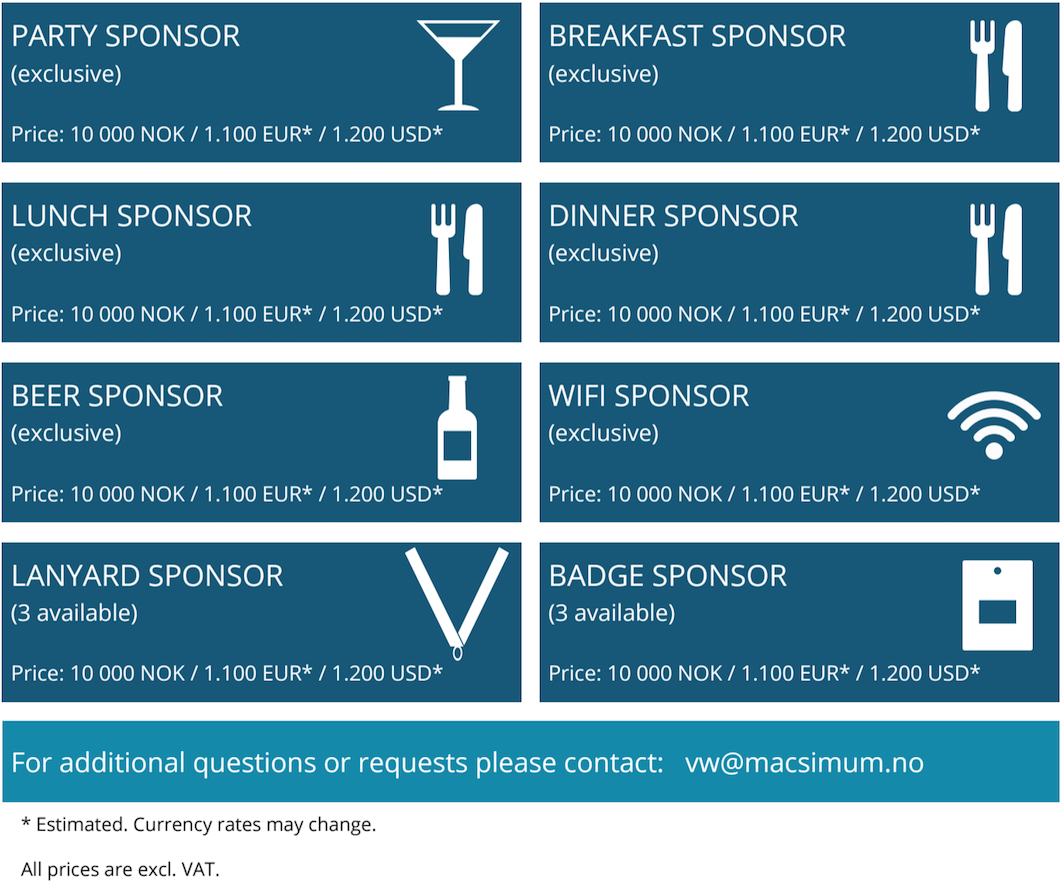 PARTY SPONSOR
(exclusive)
Price: 10 000 NOK / 1.100 EUR* / 1.200 USD*
BREAKFAST SPONSOR
(exclusive)
Price: 10 000 NOK / 1.100 EUR* / 1.200 USD*
LUNCH SPONSOR
(exclusive)
Price: 10 000 NOK / 1.100 EUR* / 1.200 USD*
DINNER SPONSOR
(exclusive)
Price: 10 000 NOK / 1.100 EUR* / 1.200 USD*
BEER SPONSOR
(exclusive)
Price: 10 000 NOK / 1.100 EUR* / 1.200 USD*
WIFI SPONSOR
(exclusive)
Price: 10 000 NOK / 1.100 EUR* / 1.200 USD*
LANYARD SPONSOR
(3 available)
Price: 10 000 NOK / 1.100 EUR* / 1.200 USD*
BADGE SPONSOR
(3 available)
Price: 10 000 NOK / 1.100 EUR* / 1.200 USD*
For additional questions or requests please contact: vw@macsimum.no
* Estimated. Currency rates may change.
All prices are excl. VAT.